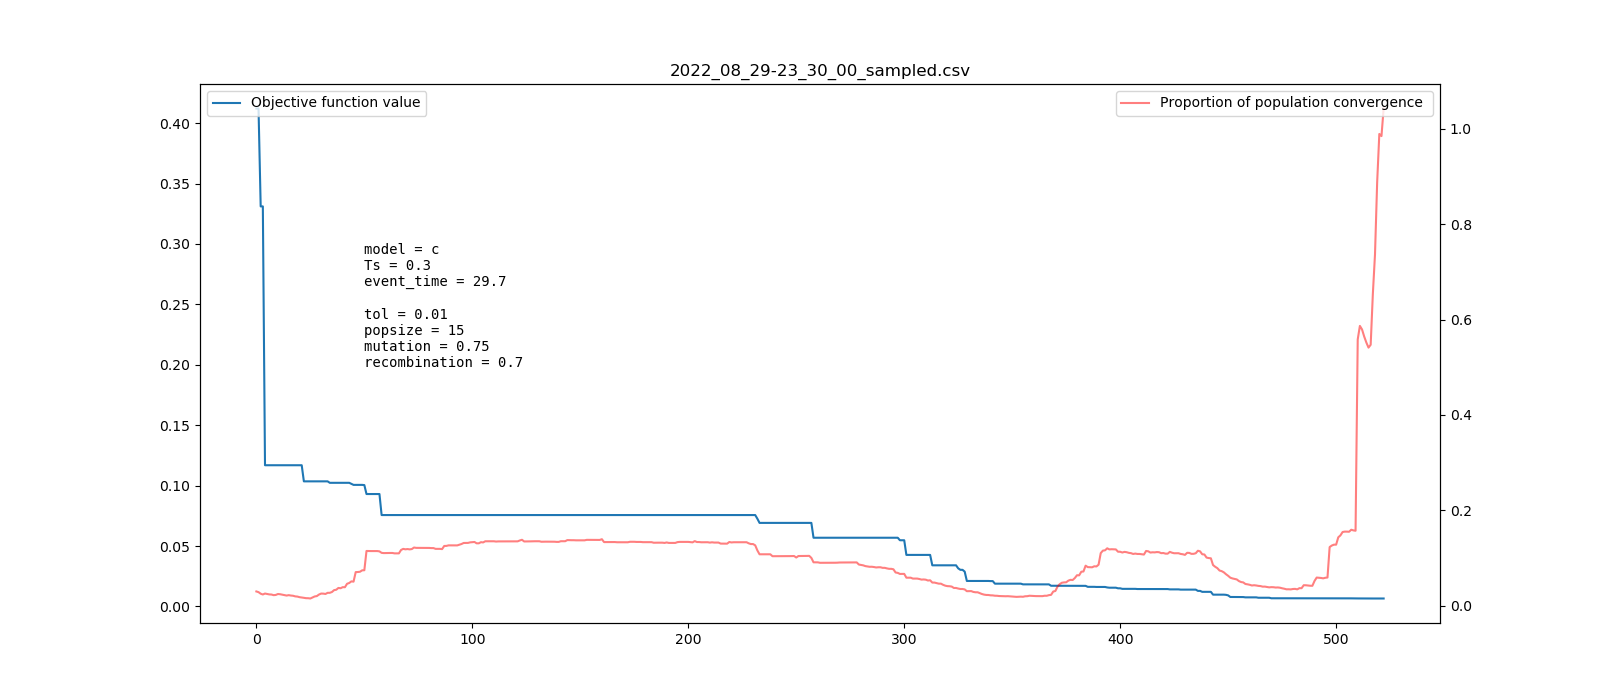 2022_08_29-23_30_00_sampled.csv
Objective function value
Proportion of population convergence
0.40
0.35
0.30
0.25
0.20
0.15
0.10
0.05
0.00
model = c
Ts = 0.3
event_time = 29.7
tol = 0.01
popsize = 15
mutation = 0.75
recombination = 0.7
1.0
0.8
0.6
0.4
0.2
0.0
0
100
200
300
400
500